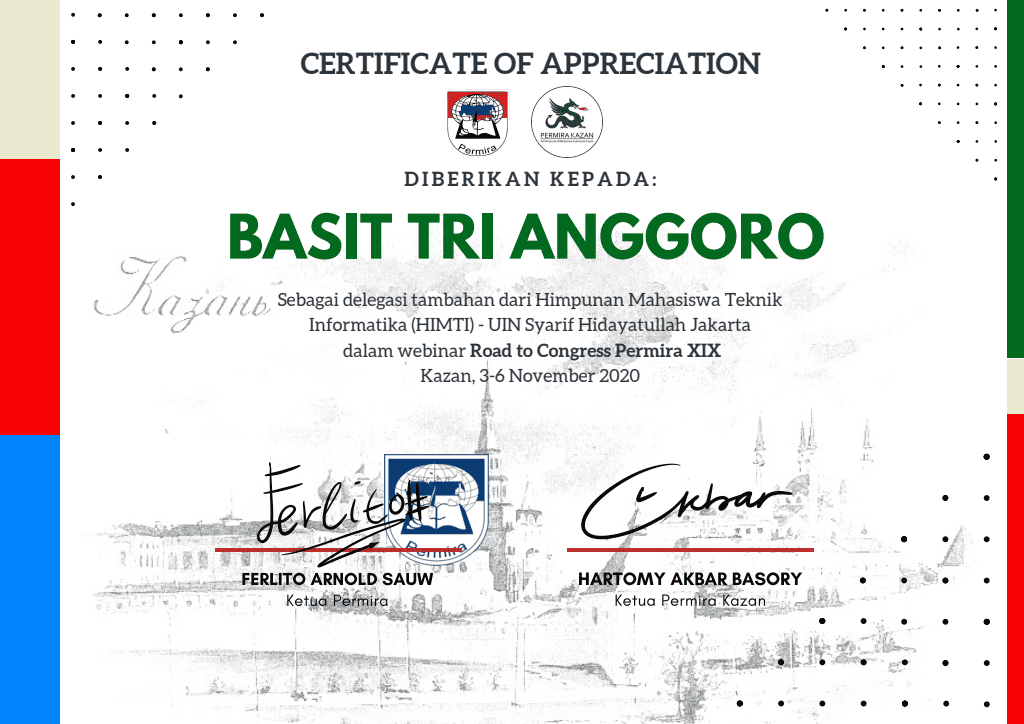 CERTIFICATE OF APPRECIATION
Permira
PERMIRA KAZAN
DIBERIKAN KEPADA:
BASIT TRI ANGGORO
Казань
Sebagai delegasi tambahan dari Himpunan Mahasiswa Teknik
Informatika (HIMTI) - UIN Syarif Hidayatullah Jakarta
dalam webinar Road to Congress Permira XIX
Kazan, 3-6 November 2020
Ferlito
Permira
Akbar
FERLITO ARNOLD SAUW
Ketua Permira
HARTOMY AKBAR BASORY
Ketua Permira Kazan